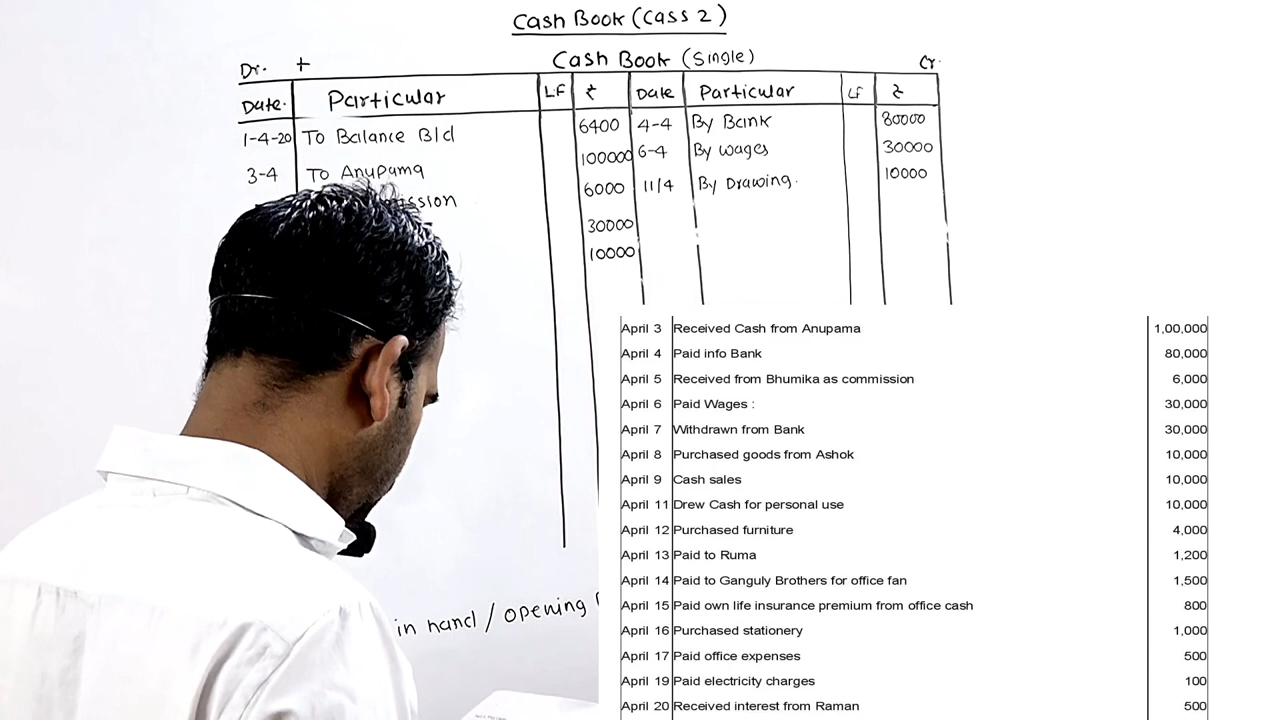 Cash Book (Cass 2)
Cash Book (Single)
Dr. + Cr.
Date. Particular LF ₹ Date Particular LF ₹
1-4-20 To Balance B/d 6400 4-4 By Bank 80000
3-4 To Anupama 100000 6-4 By wages 30000
6000 11/4 By Drawing. 10000
30000
10000
in hand / opening
April 3 Received Cash from Anupama 1,00,000
April 4 Paid info Bank 80,000
April 5 Received from Bhumika as commission 6,000
April 6 Paid Wages : 30,000
April 7 Withdrawn from Bank 30,000
April 8 Purchased goods from Ashok 10,000
April 9 Cash sales 10,000
April 11 Drew Cash for personal use 10,000
April 12 Purchased furniture 4,000
April 13 Paid to Ruma 1,200
April 14 Paid to Ganguly Brothers for office fan 1,500
April 15 Paid own life insurance premium from office cash 800
April 16 Purchased stationery 1,000
April 17 Paid office expenses 500
April 19 Paid electricity charges 100
April 20 Received interest from Raman 500